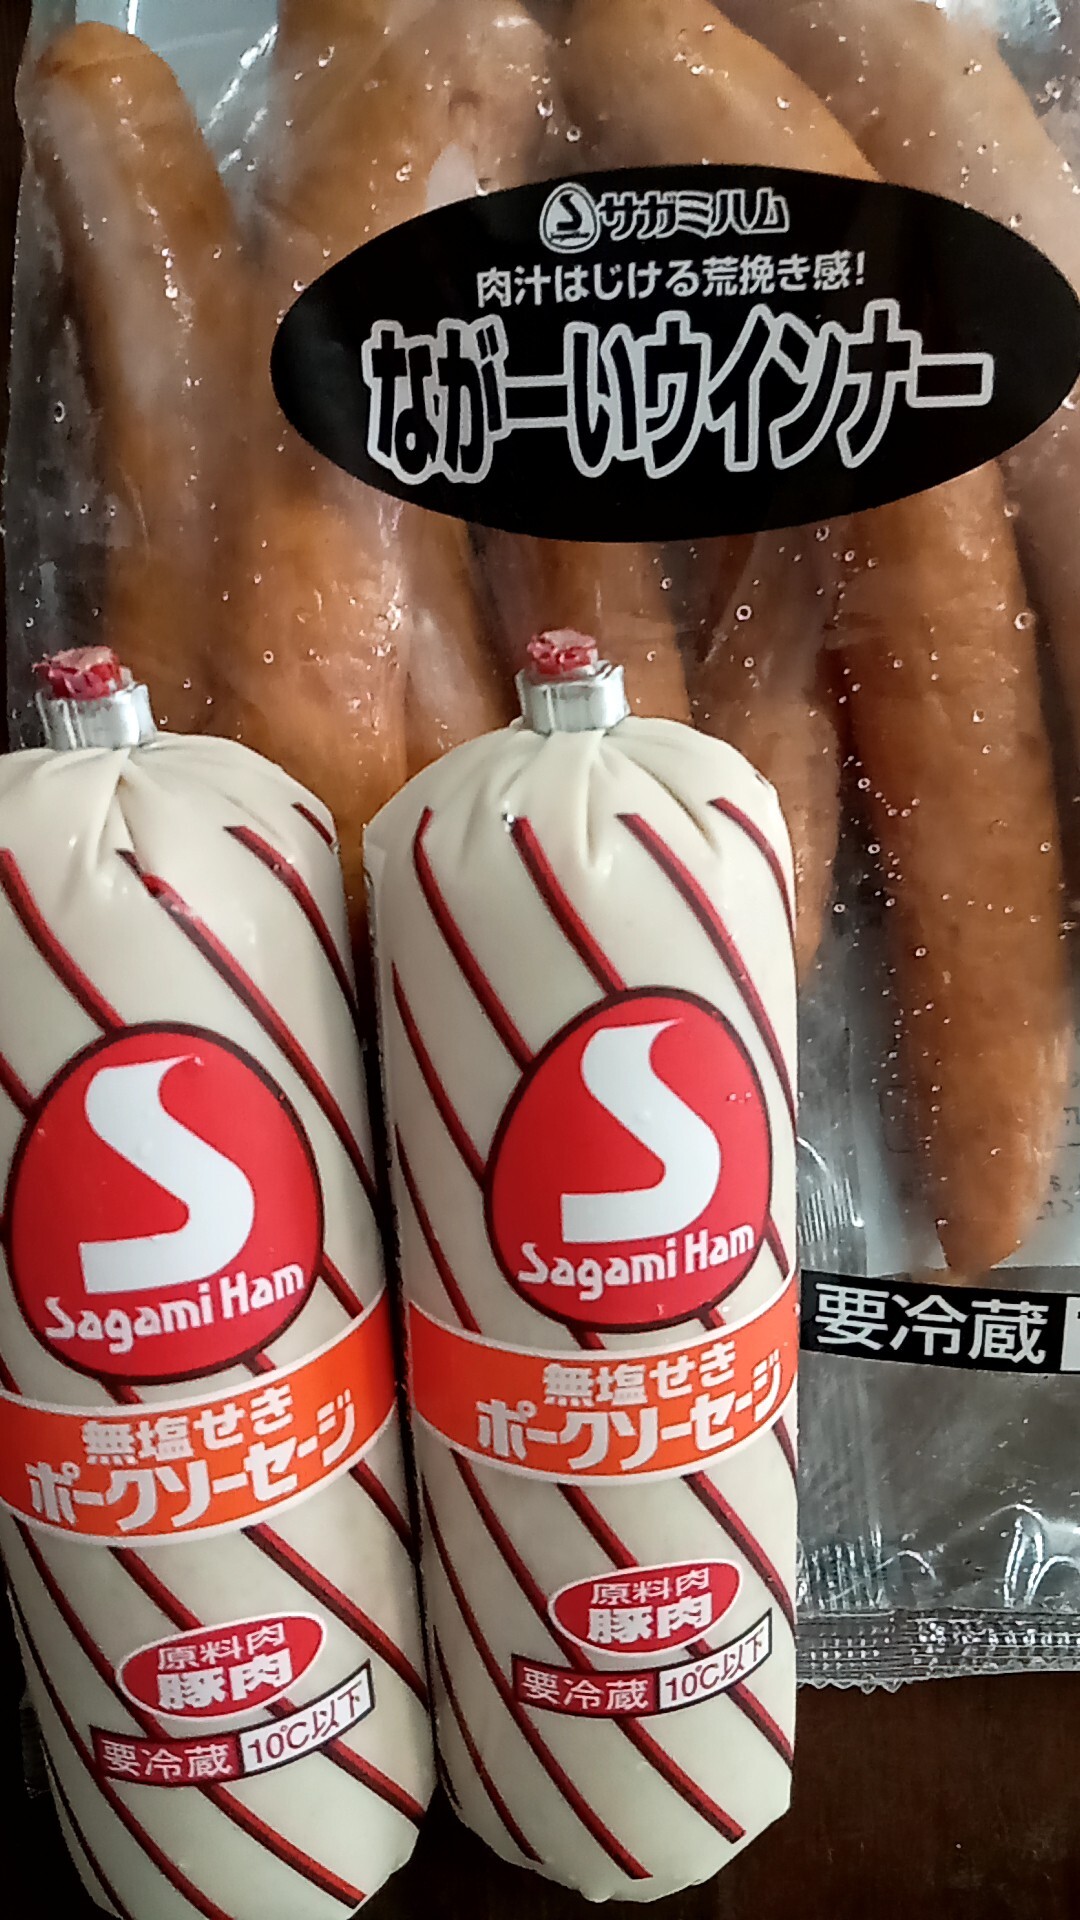 サガミハム
肉汁はじける荒挽き感!
ながーいウインナー
要冷蔵
Sagami Ham
無塩せき
ポークソーセージ
原料肉
豚肉
要冷蔵 10℃以下
Sagami Ham
無塩せき
ポークソーセージ
原料肉
豚肉
要冷蔵 10℃以下